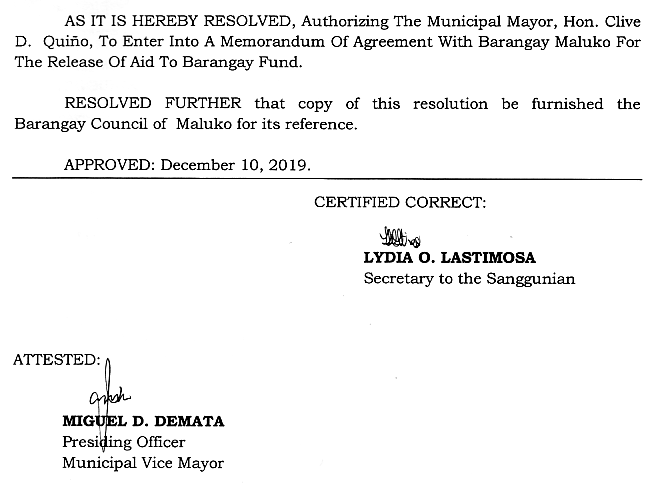 AS IT IS HEREBY RESOLVED, Authorizing The Municipal Mayor, Hon. Clive
D. Quiño, To Enter Into A Memorandum Of Agreement With Barangay Maluko For
The Release Of Aid To Barangay Fund.
RESOLVED FURTHER that copy of this resolution be furnished the
Barangay Council of Maluko for its reference.
APPROVED: December 10, 2019.
CERTIFIED CORRECT:
LYDIA O. LASTIMOSA
Secretary to the Sanggunian
ATTESTED:
MIGUEL D. DEMATA
Presiding Officer
Municipal Vice Mayor